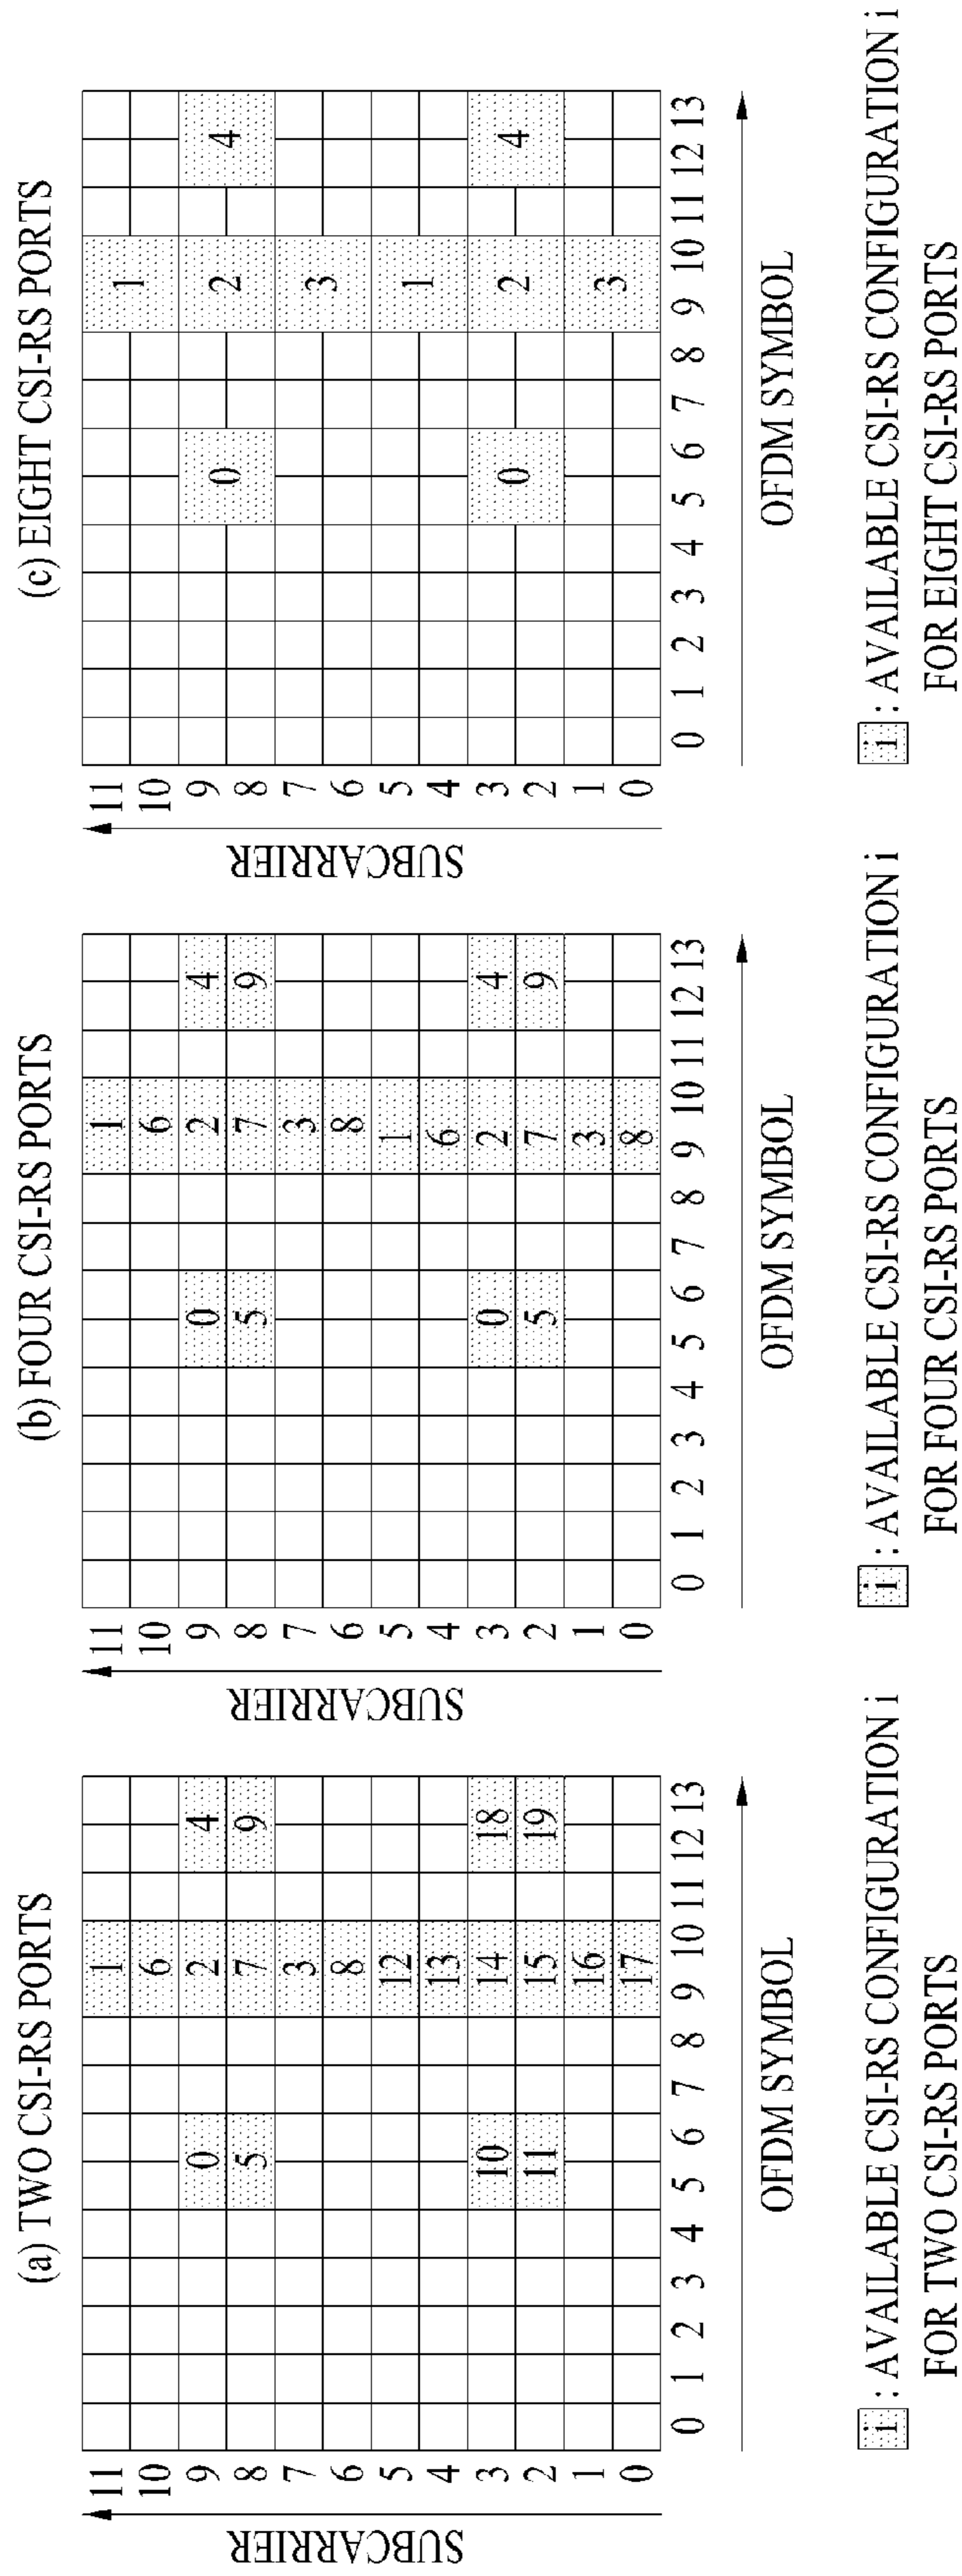 (a) TWO CSI-RS PORTS
SUBCARRIER
11 1
10 6
9 0 2 4
8 5 7 9
7 3
6 8
5 12
4 13
3 10 14 18
2 11 15 19
1 16
0 17
0 1 2 3 4 5 6 7 8 9 10 11 12 13
OFDM SYMBOL
i : AVAILABLE CSI-RS CONFIGURATION i
FOR TWO CSI-RS PORTS
(b) FOUR CSI-RS PORTS
SUBCARRIER
11 1
10 6
9 0 2 4
8 5 7 9
7 3
6 8
5 1
4 6
3 0 2 4
2 5 7 9
1 3
0 8
0 1 2 3 4 5 6 7 8 9 10 11 12 13
OFDM SYMBOL
i : AVAILABLE CSI-RS CONFIGURATION i
FOR FOUR CSI-RS PORTS
(c) EIGHT CSI-RS PORTS
SUBCARRIER
11
1
10
9
0 2 4
8
7
3
6
5
1
4
3
0 2 4
2
1
3
0
0 1 2 3 4 5 6 7 8 9 10 11 12 13
OFDM SYMBOL
i : AVAILABLE CSI-RS CONFIGURATION i
FOR EIGHT CSI-RS PORTS